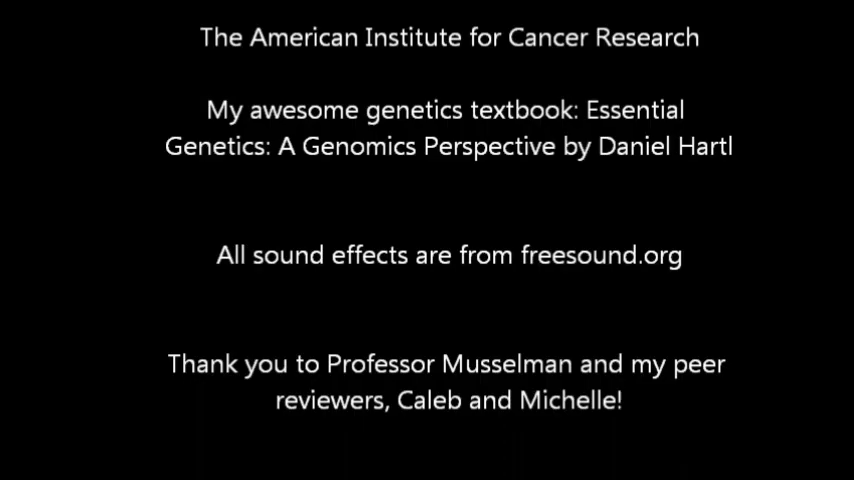 The American Institute for Cancer Research
My awesome genetics textbook: Essential
Genetics: A Genomics Perspective by Daniel Hartl
All sound effects are from freesound.org
Thank you to Professor Musselman and my peer
reviewers, Caleb and Michelle!